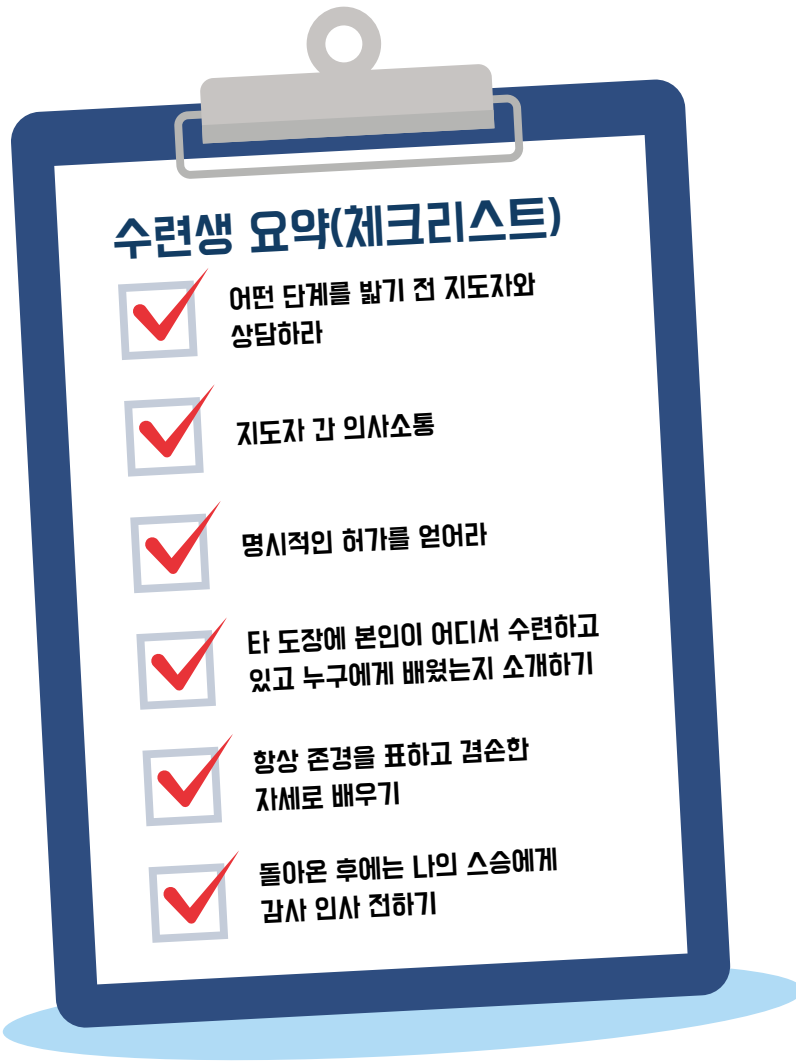 수련생 요약(체크리스트)
어떤 단계를 밟기 전 지도자와
상담하라
지도자 간 의사소통
명시적인 허가를 얻어라
타 도장에 본인이 어디서 수련하고
있고 누구에게 배웠는지 소개하기
항상 존경을 표하고 겸손한
자세로 배우기
돌아온 후에는 나의 스승에게
감사 인사 전하기